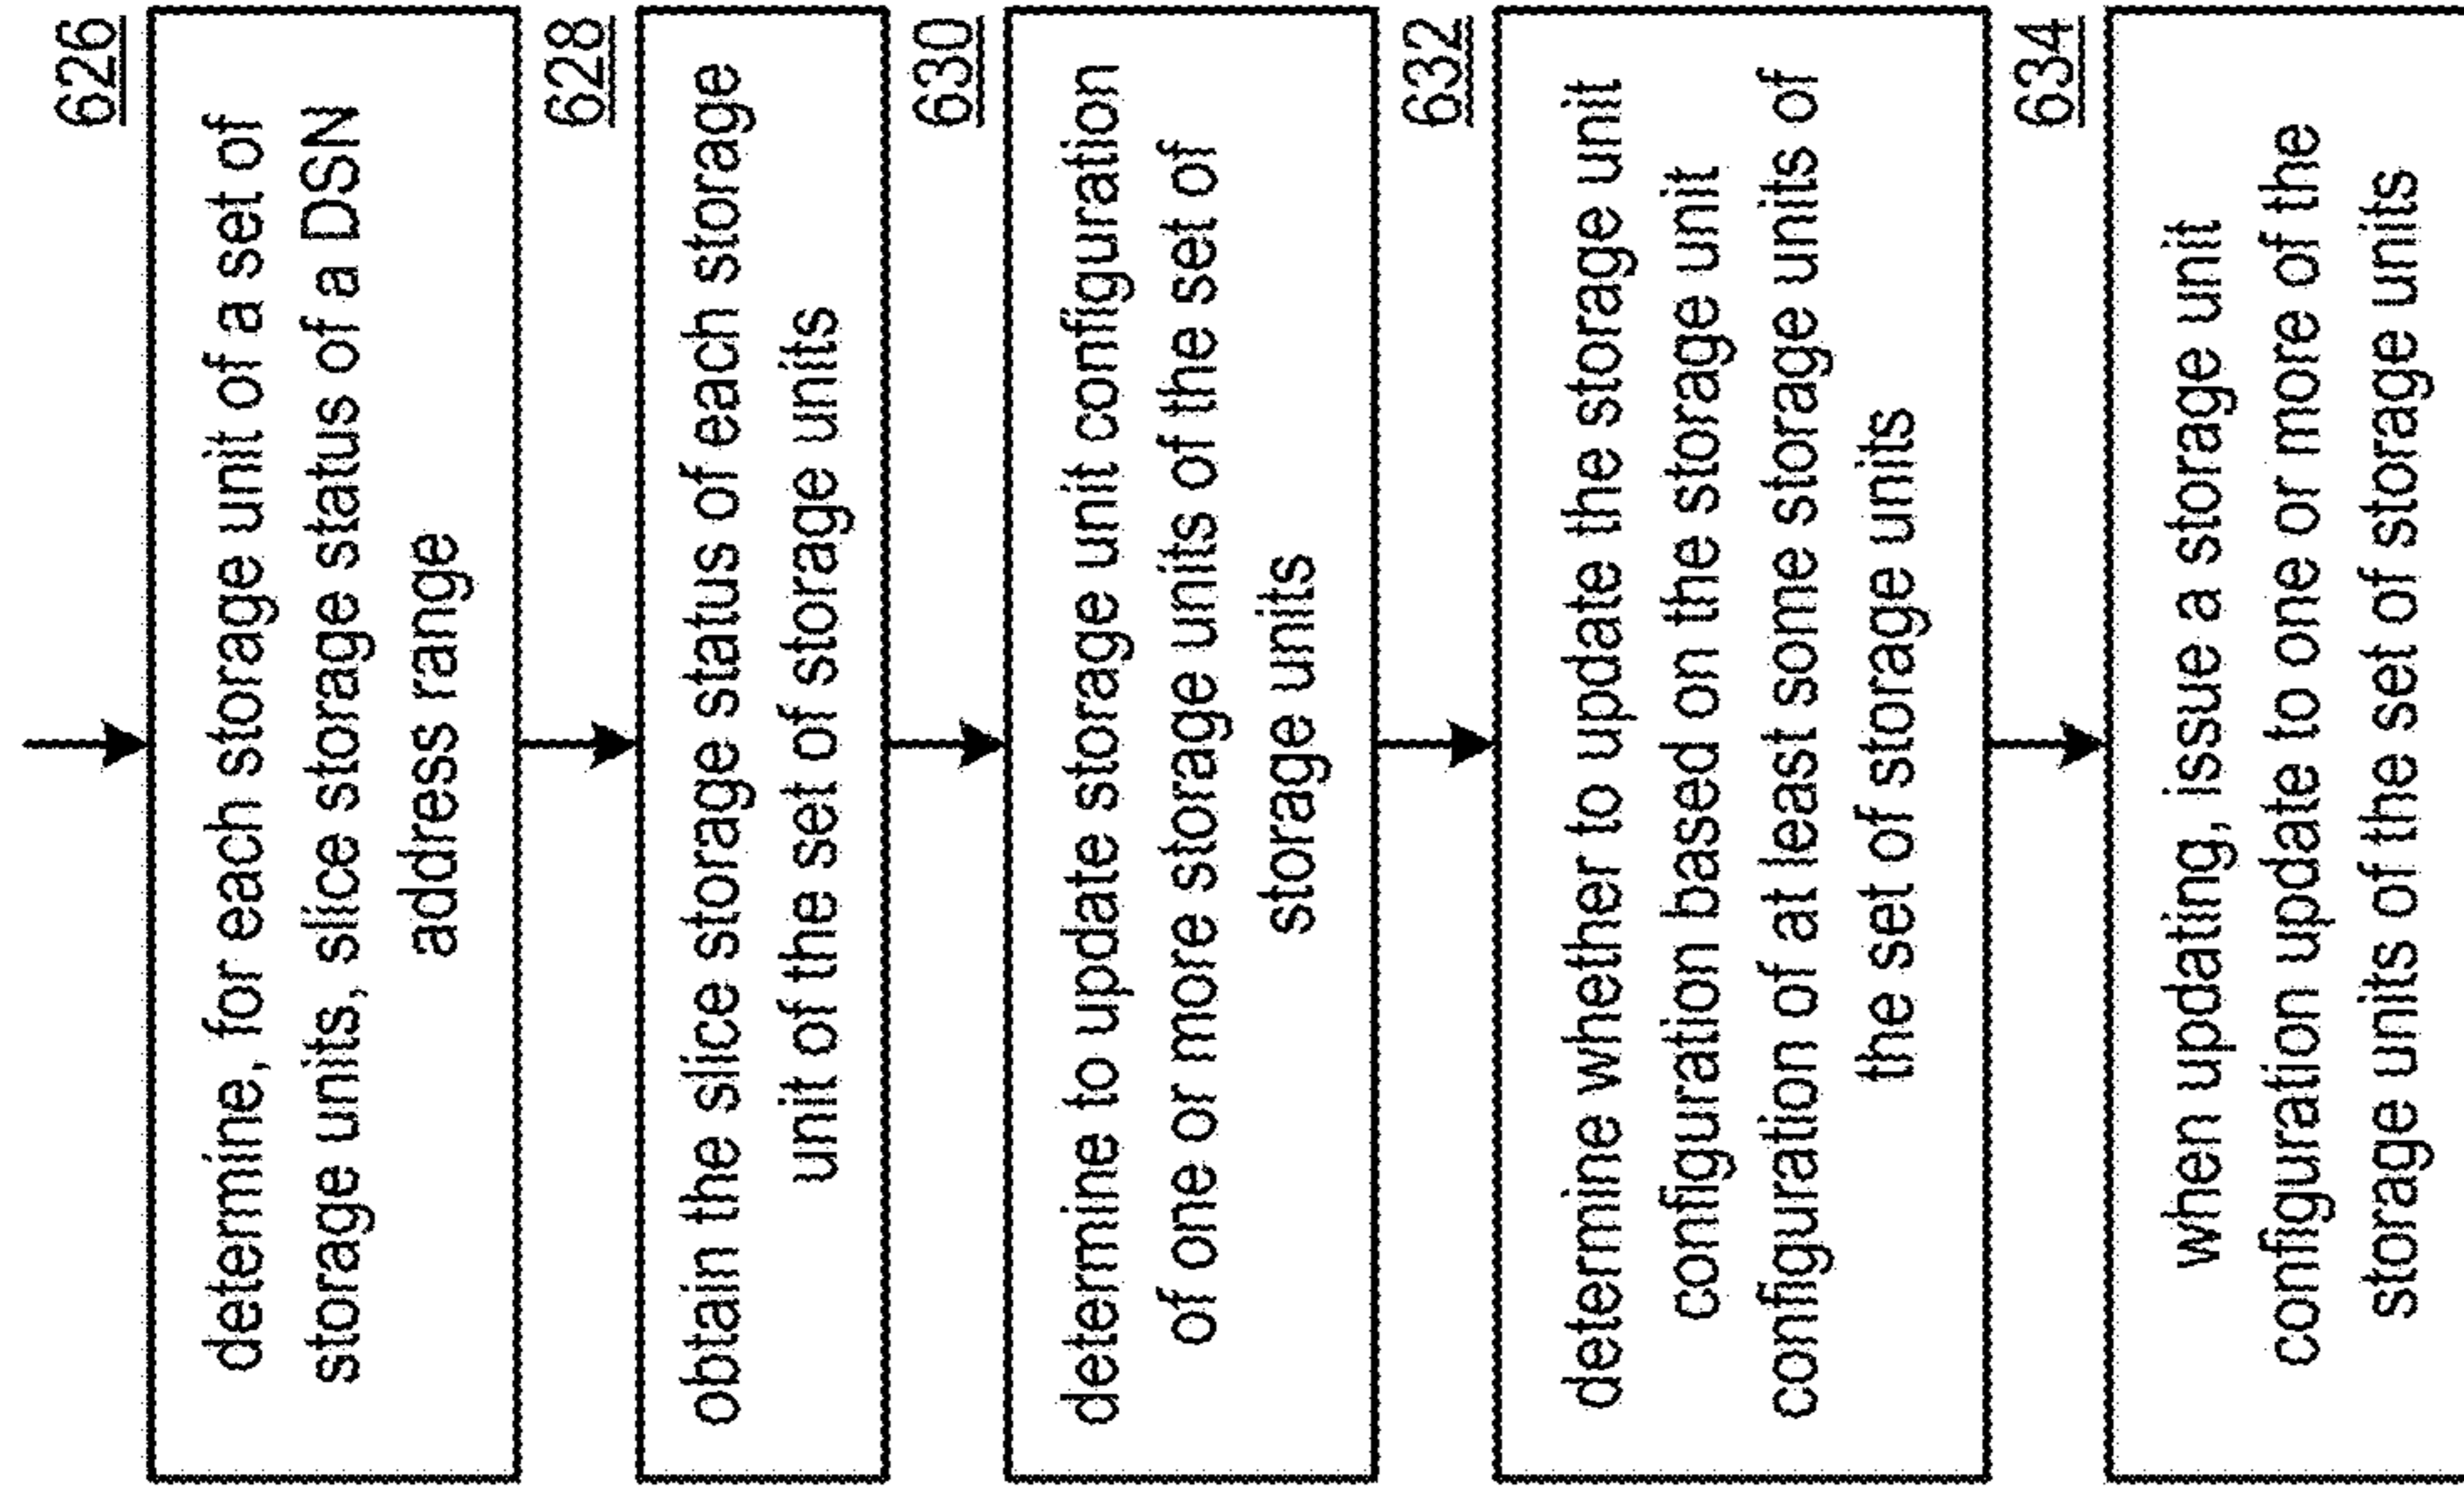 626
determine, for each storage unit of a set of
storage units, slice storage status of a DSN
address range
628
obtain the slice storage status of each storage
unit of the set of storage units
630
determine to update storage unit configuration
of one or more storage units of the set of
storage units
632
determine whether to update the storage unit
configuration based on the storage unit
configuration of at least some storage units of
the set of storage units
634
when updating, issue a storage unit
configuration update to one or more of the
storage units of the set of storage units